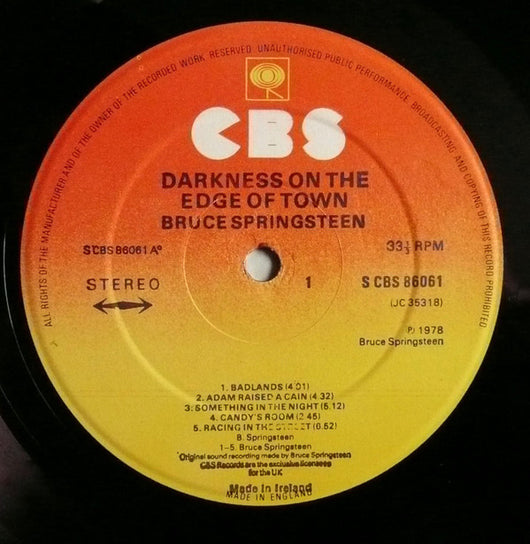 ALL RIGHTS OF THE MANUFACTURER AND OF THE OWNER OF THE RECORDED WORK RESERVED. UNAUTHORISED PUBLIC PERFORMANCE, BROADCASTING AND COPYING OF THIS RECORD PROHIBITED
CBS
DARKNESS ON THE
EDGE OF TOWN
BRUCE SPRINGSTEEN
S CBS 86061 A°
33⅓ RPM
STEREO
1
S CBS 86061
(JC 35318)
℗ 1978
Bruce Springsteen
1. BADLANDS (4.01)
2. ADAM RAISED A CAIN (4.32)
3. SOMETHING IN THE NIGHT (5.12)
4. CANDY'S ROOM (2.45)
5. RACING IN THE STREET (6.52)
B. Springsteen
1-5. Bruce Springsteen
Original sound recording made by Bruce Springsteen
CBS Records are the exclusive licensees
for the UK
Made in Ireland
MADE IN ENGLAND